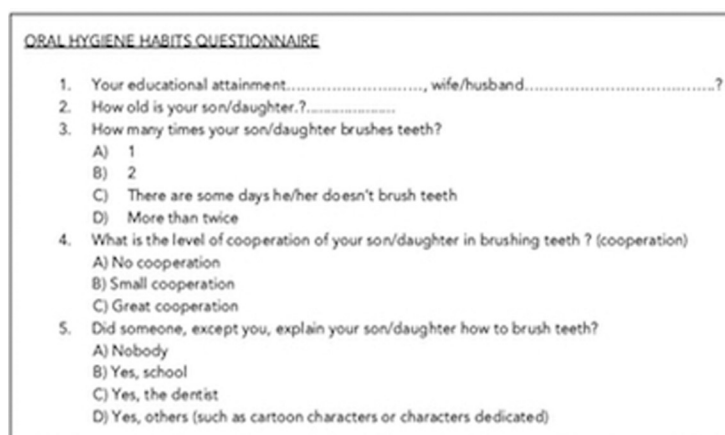 ORAL HYGIENE HABITS QUESTIONNAIRE
1. Your educational attainment............................, wife/husband.......................................?
2. How old is your son/daughter.?.....................
3. How many times your son/daughter brushes teeth?
A) 1
B) 2
C) There are some days he/her doesn't brush teeth
D) More than twice
4. What is the level of cooperation of your son/daughter in brushing teeth ? (cooperation)
A) No cooperation
B) Small cooperation
C) Great cooperation
5. Did someone, except you, explain your son/daughter how to brush teeth?
A) Nobody
B) Yes, school
C) Yes, the dentist
D) Yes, others (such as cartoon characters or characters dedicated)